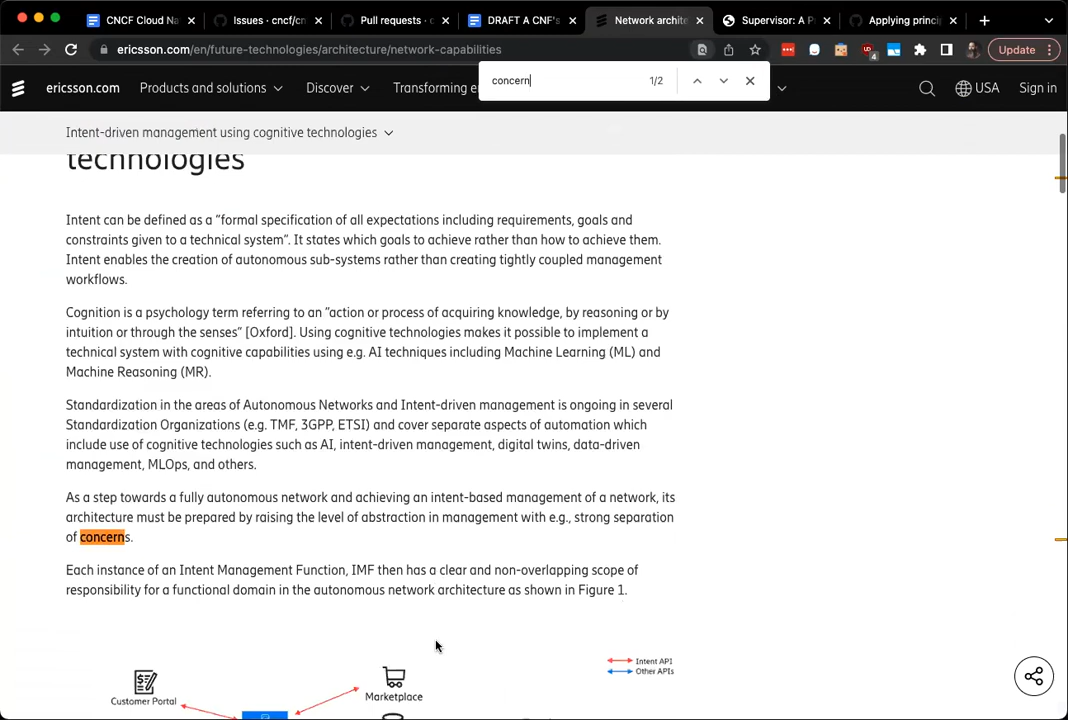 CNCF Cloud Na
Issues · cncf/cn
Pull requests · c
DRAFT A CNF's
Network archite
Supervisor: A P
Applying princip
ericsson.com/en/future-technologies/architecture/network-capabilities
4
Update
concern
1/2
ericsson.com
Products and solutions
Discover
Transforming e
USA
Sign in
Intent-driven management using cognitive technologies
technologies
Intent can be defined as a "formal specification of all expectations including requirements, goals and
constraints given to a technical system". It states which goals to achieve rather than how to achieve them.
Intent enables the creation of autonomous sub-systems rather than creating tightly coupled management
workflows.
Cognition is a psychology term referring to an "action or process of acquiring knowledge, by reasoning or by
intuition or through the senses" [Oxford]. Using cognitive technologies makes it possible to implement a
technical system with cognitive capabilities using e.g. AI techniques including Machine Learning (ML) and
Machine Reasoning (MR).
Standardization in the areas of Autonomous Networks and Intent-driven management is ongoing in several
Standardization Organizations (e.g. TMF, 3GPP, ETSI) and cover separate aspects of automation which
include use of cognitive technologies such as AI, intent-driven management, digital twins, data-driven
management, MLOps, and others.
As a step towards a fully autonomous network and achieving an intent-based management of a network, its
architecture must be prepared by raising the level of abstraction in management with e.g., strong separation
of concerns.
Each instance of an Intent Management Function, IMF then has a clear and non-overlapping scope of
responsibility for a functional domain in the autonomous network architecture as shown in Figure 1.
Intent API
Other APIs
Customer Portal
Marketplace